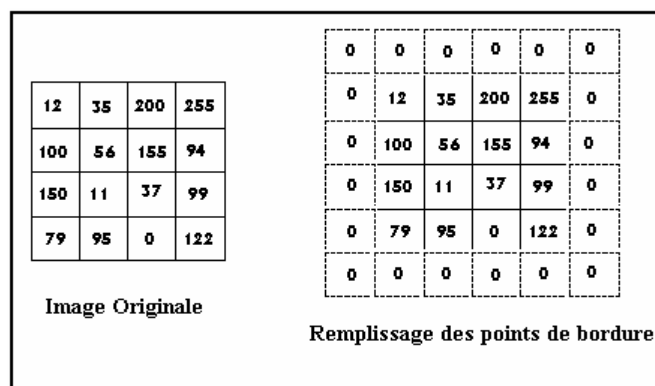 12 35 200 255
100 56 155 94
150 11 37 99
79 95 0 122
Image Originale
0 0 0 0 0 0
0 12 35 200 255 0
0 100 56 155 94 0
0 150 11 37 99 0
0 79 95 0 122 0
0 0 0 0 0 0
Remplissage des points de bordure